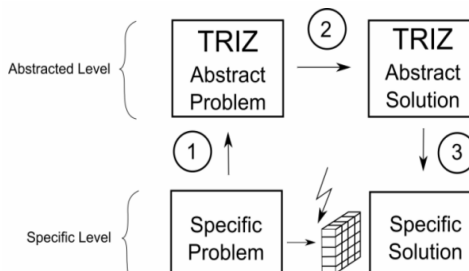 TRIZ
Abstract
Problem
2
TRIZ
Abstract
Solution
Abstracted Level
1
3
Specific
Problem
Specific
Solution
Specific Level